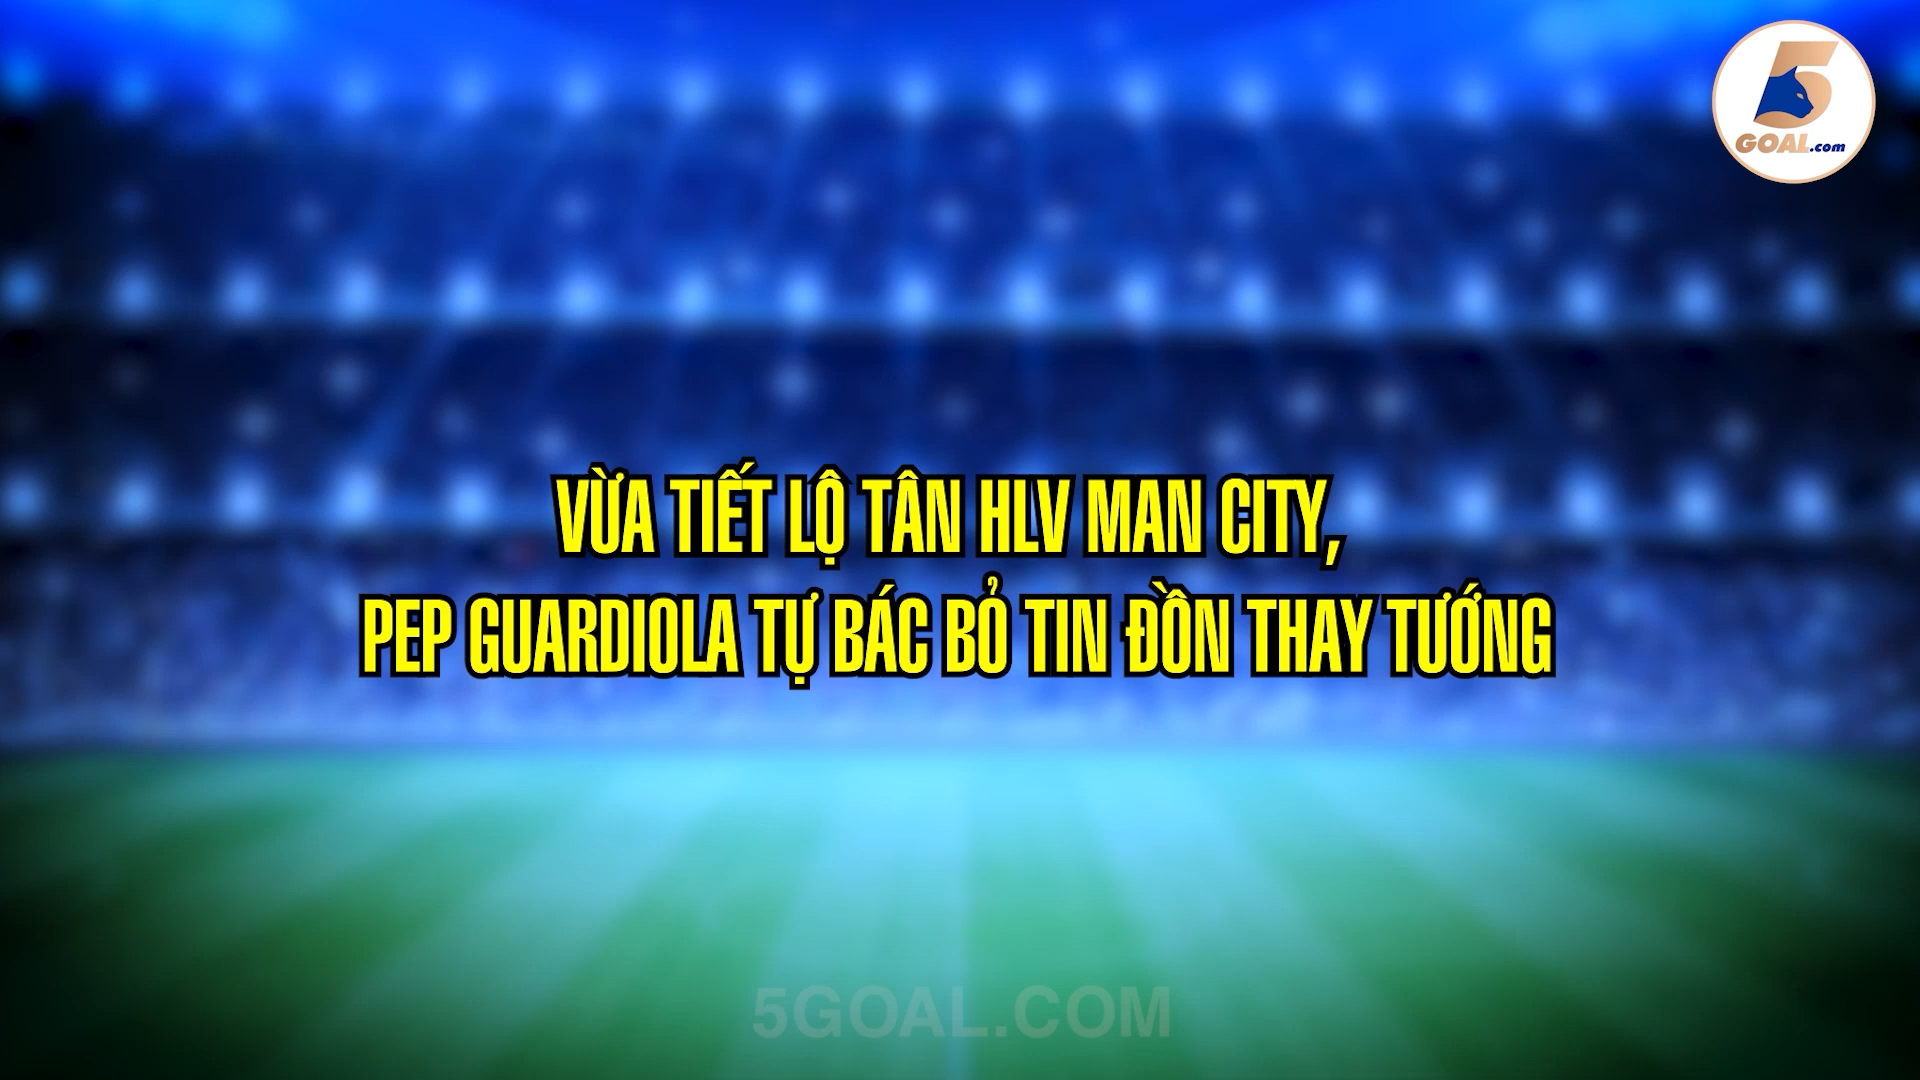 5
GOAL.com
VỪA TIẾT LỘ TÂN HLV MAN CITY,
PEP GUARDIOLA TỰ BÁC BỎ TIN ĐỒN THAY TƯỚNG
5GOAL.COM